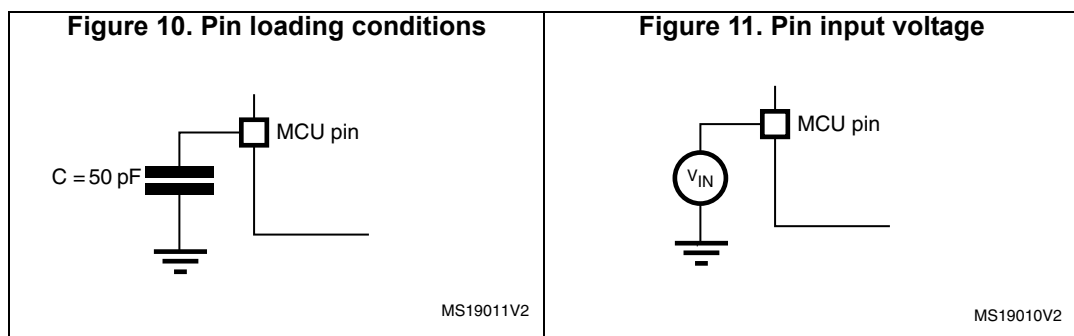 Figure 10. Pin loading conditions
MCU pin
C = 50 pF
MS19011V2
Figure 11. Pin input voltage
MCU pin
VIN
MS19010V2